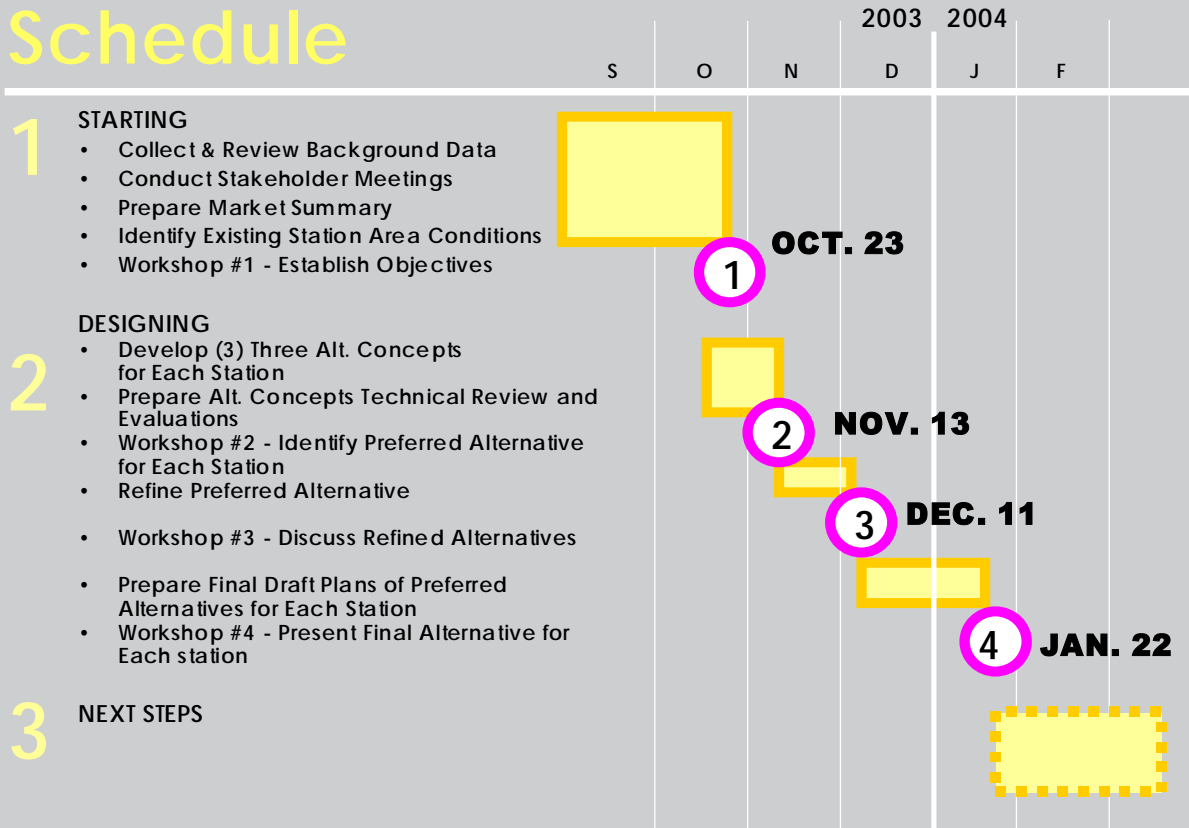 Schedule
2003 2004
S O N D J F
1
STARTING
• Collect & Review Background Data
• Conduct Stakeholder Meetings
• Prepare Market Summary
• Identify Existing Station Area Conditions
• Workshop #1 - Establish Objectives
1
OCT. 23
2
DESIGNING
• Develop (3) Three Alt. Concepts
for Each Station
• Prepare Alt. Concepts Technical Review and
Evaluations
• Workshop #2 - Identify Preferred Alternative
for Each Station
• Refine Preferred Alternative
2
NOV. 13
• Workshop #3 - Discuss Refined Alternatives
3
DEC. 11
• Prepare Final Draft Plans of Preferred
Alternatives for Each Station
• Workshop #4 - Present Final Alternative for
Each station
4
JAN. 22
3
NEXT STEPS